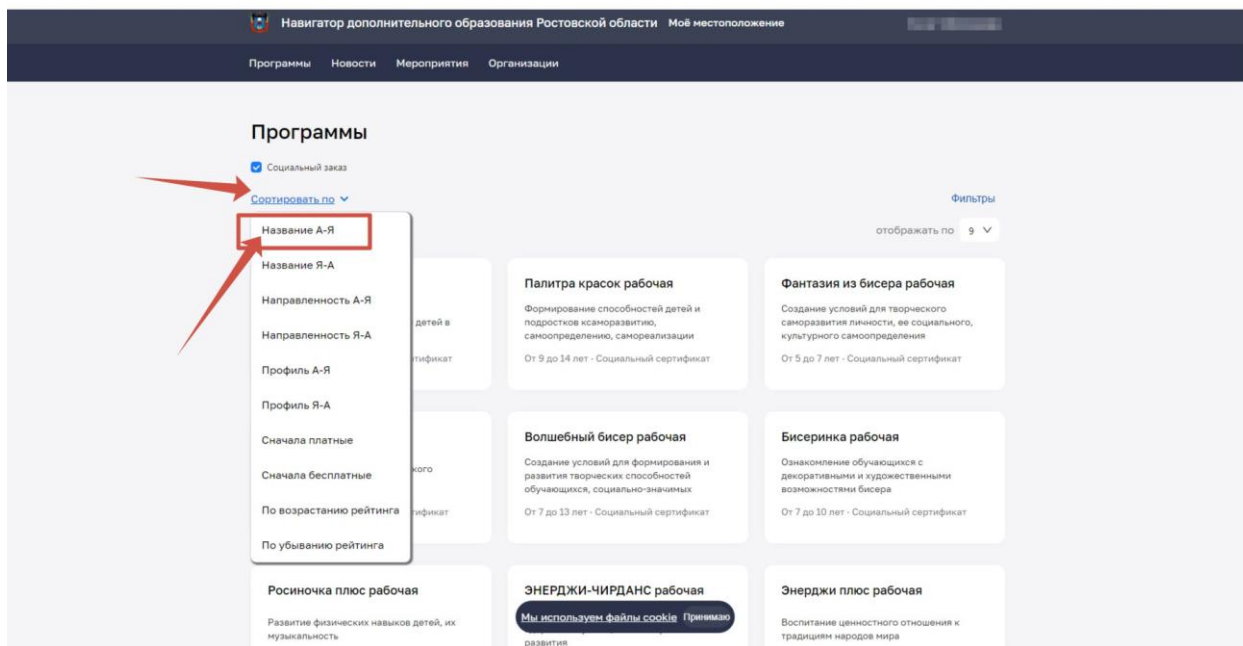 Навигатор дополнительного образования Ростовской области Моё местоположение
Программы Новости Мероприятия Организации
Программы
Социальный заказ
Сортировать по
Фильтры
отображать по 9
Название А-Я
Название Я-А
Направленность А-Я
Направленность Я-А
Профиль А-Я
Профиль Я-А
Сначала платные
Сначала бесплатные
По возрастанию рейтинга
По убыванию рейтинга
детей в
Палитра красок рабочая
Формирование способностей детей и
подростков ксаморазвитию,
самоопределению, самореализации
От 9 до 14 лет · Социальный сертификат
Фантазия из бисера рабочая
Создание условий для творческого
саморазвития личности, ее социального,
культурного самоопределения
От 5 до 7 лет · Социальный сертификат
Волшебный бисер рабочая
Создание условий для формирования и
развития творческих способностей
обучающихся, социально-значимых
От 7 до 13 лет · Социальный сертификат
Бисеринка рабочая
Ознакомление обучающихся с
декоративными и художественными
возможностями бисера
От 7 до 10 лет · Социальный сертификат
Росиночка плюс рабочая
Развитие физических навыков детей, их
музыкальность
ЭНЕРДЖИ-ЧИРДАНС рабочая
развития
Энерджи плюс рабочая
Воспитание ценностного отношения к
традициям народов мира
Мы используем файлы cookie Принимаю